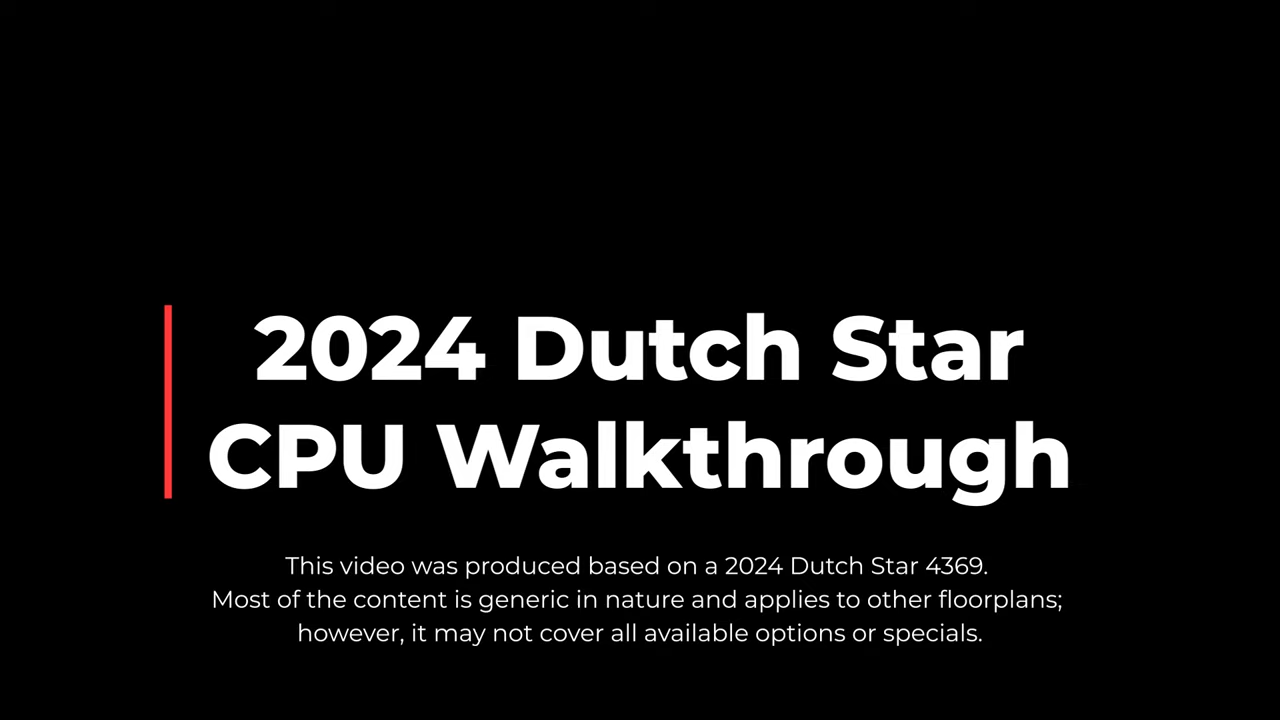 2024 Dutch Star
CPU Walkthrough
This video was produced based on a 2024 Dutch Star 4369.
Most of the content is generic in nature and applies to other floorplans;
however, it may not cover all available options or specials.